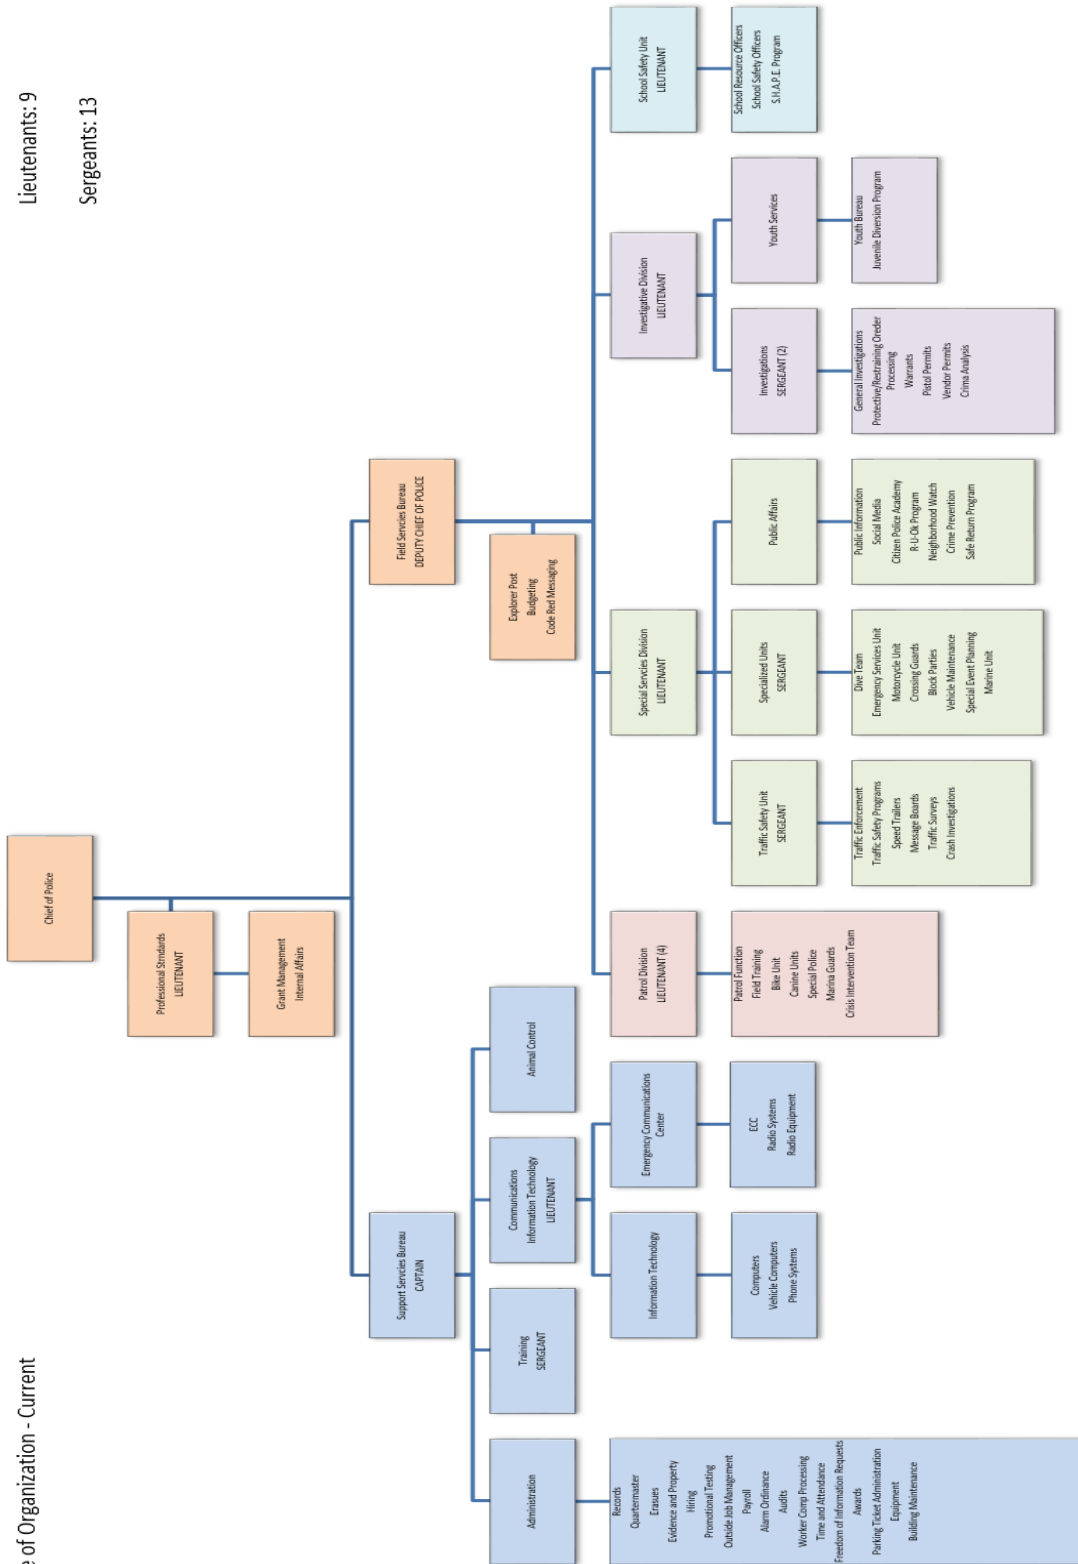 e of Organization - Current
Lieutenants: 9
Sergeants: 13
Chief of Police
Professional Strndards
LIEUTENANT
Grant Management
Internal Affairs
Support Servcies Bureau
CAPTAIN
Field Servcies Bureau
DEPUTY CHIEF OF POLICE
Explorer Post
Budgeting
Code Red Messaging
Administration
Training
SERGEANT
Communications
Information Technology
LIEUTENANT
Animal Control
Records
Quartermaster
Erasues
Evidence and Property
Hiring
Promotional Testing
Outside Job Management
Payroll
Alarm Ordinance
Audits
Worker Comp Processing
Time and Attendance
Freedom of Information Requests
Awards
Parking Ticket Administration
Equipment
Building Maintenance
Information Technology
Emergency Communications
Center
Computers
Vehicle Computers
Phone Systems
ECC
Radio Systems
Radio Equipment
Patrol Division
LIEUTENANT (4)
Patrol Function
Field Training
Bike Unit
Canine Units
Special Police
Marina Guards
Crisis Intervention Team
Special Servcies Division
LIEUTENANT
Traffic Safety Unit
SERGEANT
Specialized Units
SERGEANT
Public Affairs
Traffic Enforcement
Traffic Safety Programs
Speed Trailers
Message Boards
Traffic Surveys
Crash Investigations
Dive Team
Emergency Services Unit
Motorcycle Unit
Crossing Guards
Block Parties
Vehicle Maintenance
Special Event Planning
Marine Unit
Public Information
Social Media
Citizen Police Academy
R-U-Ok Program
Neighborhood Watch
Crime Prevention
Safe Return Program
Investigative Division
LIEUTENANT
Investigations
SERGEANT (2)
Youth Services
General Investigations
Protective/Restraining Oreder
Processing
Warrants
Pistol Permits
Vendor Permits
Crima Analysis
Youth Bureau
Juvenile Diversion Program
School Safety Unit
LIEUTENANT
School Resource Officers
School Safety Officers
S.H.A.P.E. Program